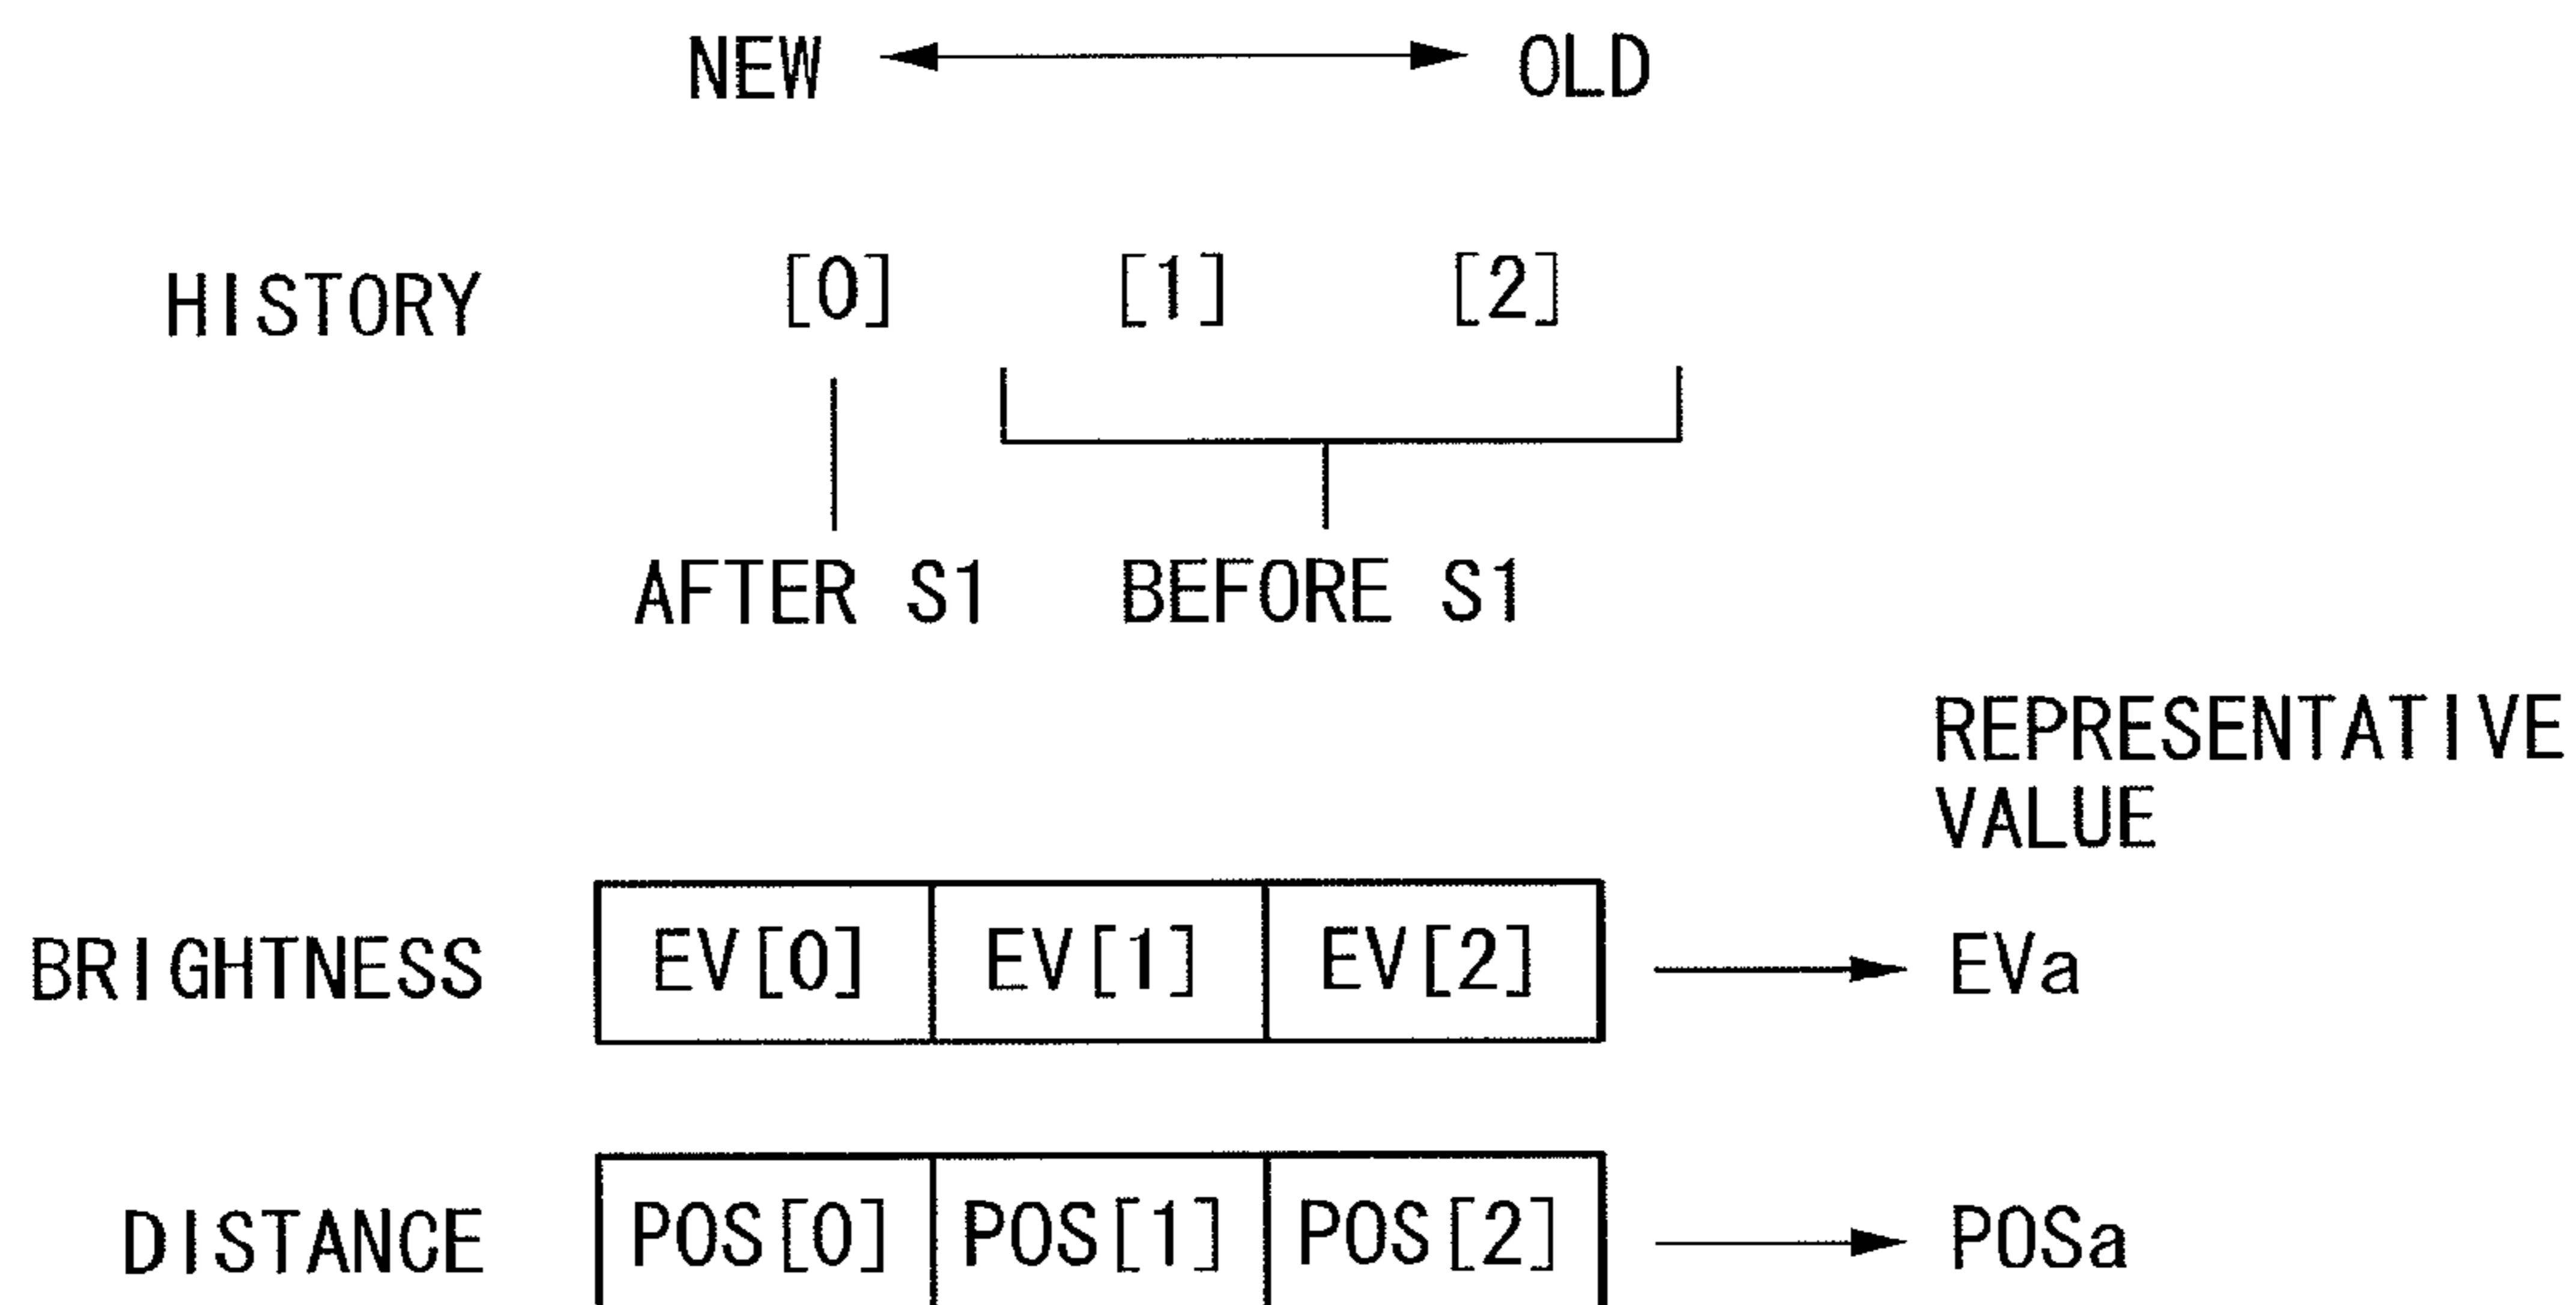 NEW OLD
HISTORY [0] [1] [2]
AFTER S1 BEFORE S1
REPRESENTATIVE
VALUE
BRIGHTNESS EV[0] EV[1] EV[2] EVa
DISTANCE POS[0] POS[1] POS[2] POSa